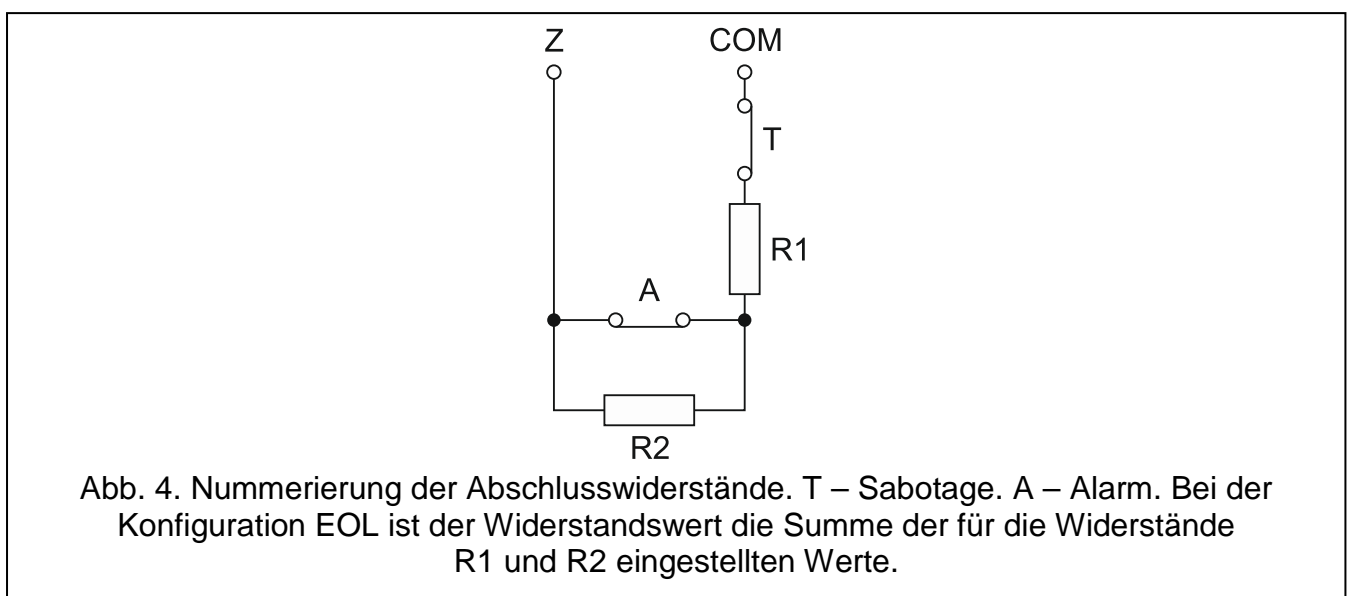 Z COM
T
R1
A
R2
Abb. 4. Nummerierung der Abschlusswiderstände. T – Sabotage. A – Alarm. Bei der
Konfiguration EOL ist der Widerstandswert die Summe der für die Widerstände
R1 und R2 eingestellten Werte.